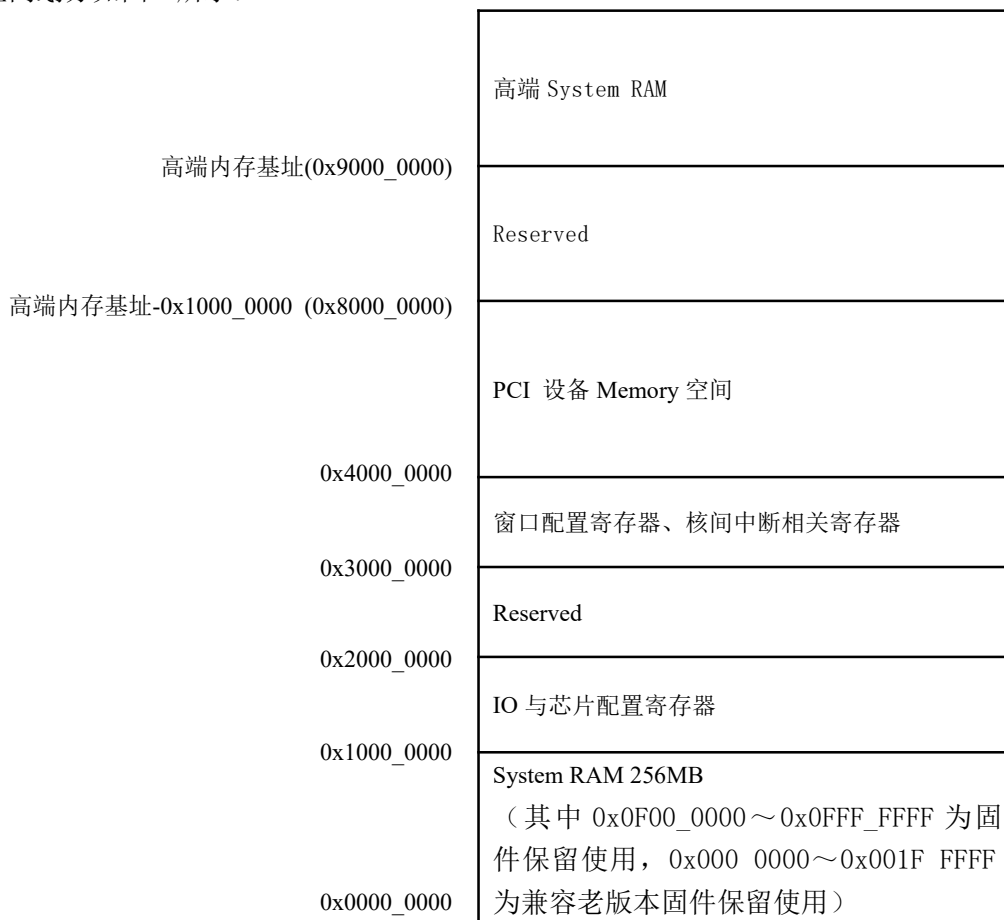 高端 System RAM
高端内存基址(0x9000_0000)
Reserved
高端内存基址-0x1000_0000 (0x8000_0000)
PCI 设备 Memory 空间
0x4000_0000
窗口配置寄存器、核间中断相关寄存器
0x3000_0000
Reserved
0x2000_0000
IO 与芯片配置寄存器
0x1000_0000
System RAM 256MB
（其中 0x0F00_0000～0x0FFF_FFFF 为固
件保留使用，0x000 0000～0x001F FFFF
为兼容老版本固件保留使用）
0x0000_0000